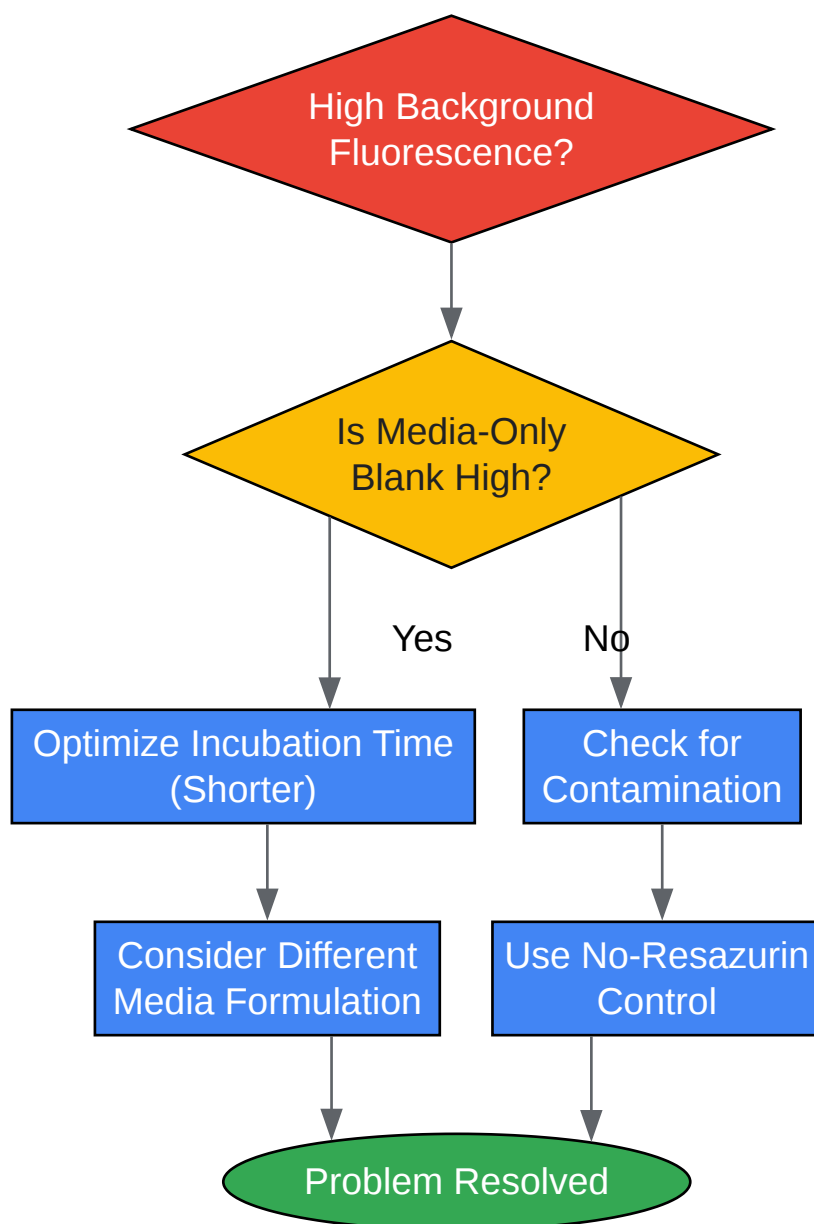 High Background
Fluorescence?
Is Media-Only
Blank High?
Yes
No
Optimize Incubation Time
(Shorter)
Check for
Contamination
Consider Different
Media Formulation
Use No-Resazurin
Control
Problem Resolved